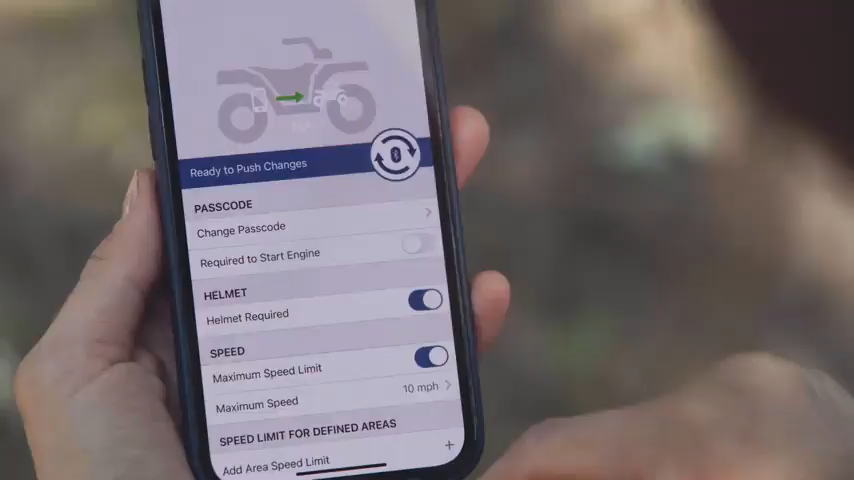 Ready to Push Changes
PASSCODE
Change Passcode
Required to Start Engine
HELMET
Helmet Required
SPEED
Maximum Speed Limit
Maximum Speed 10 mph
SPEED LIMIT FOR DEFINED AREAS
Add Area Speed Limit